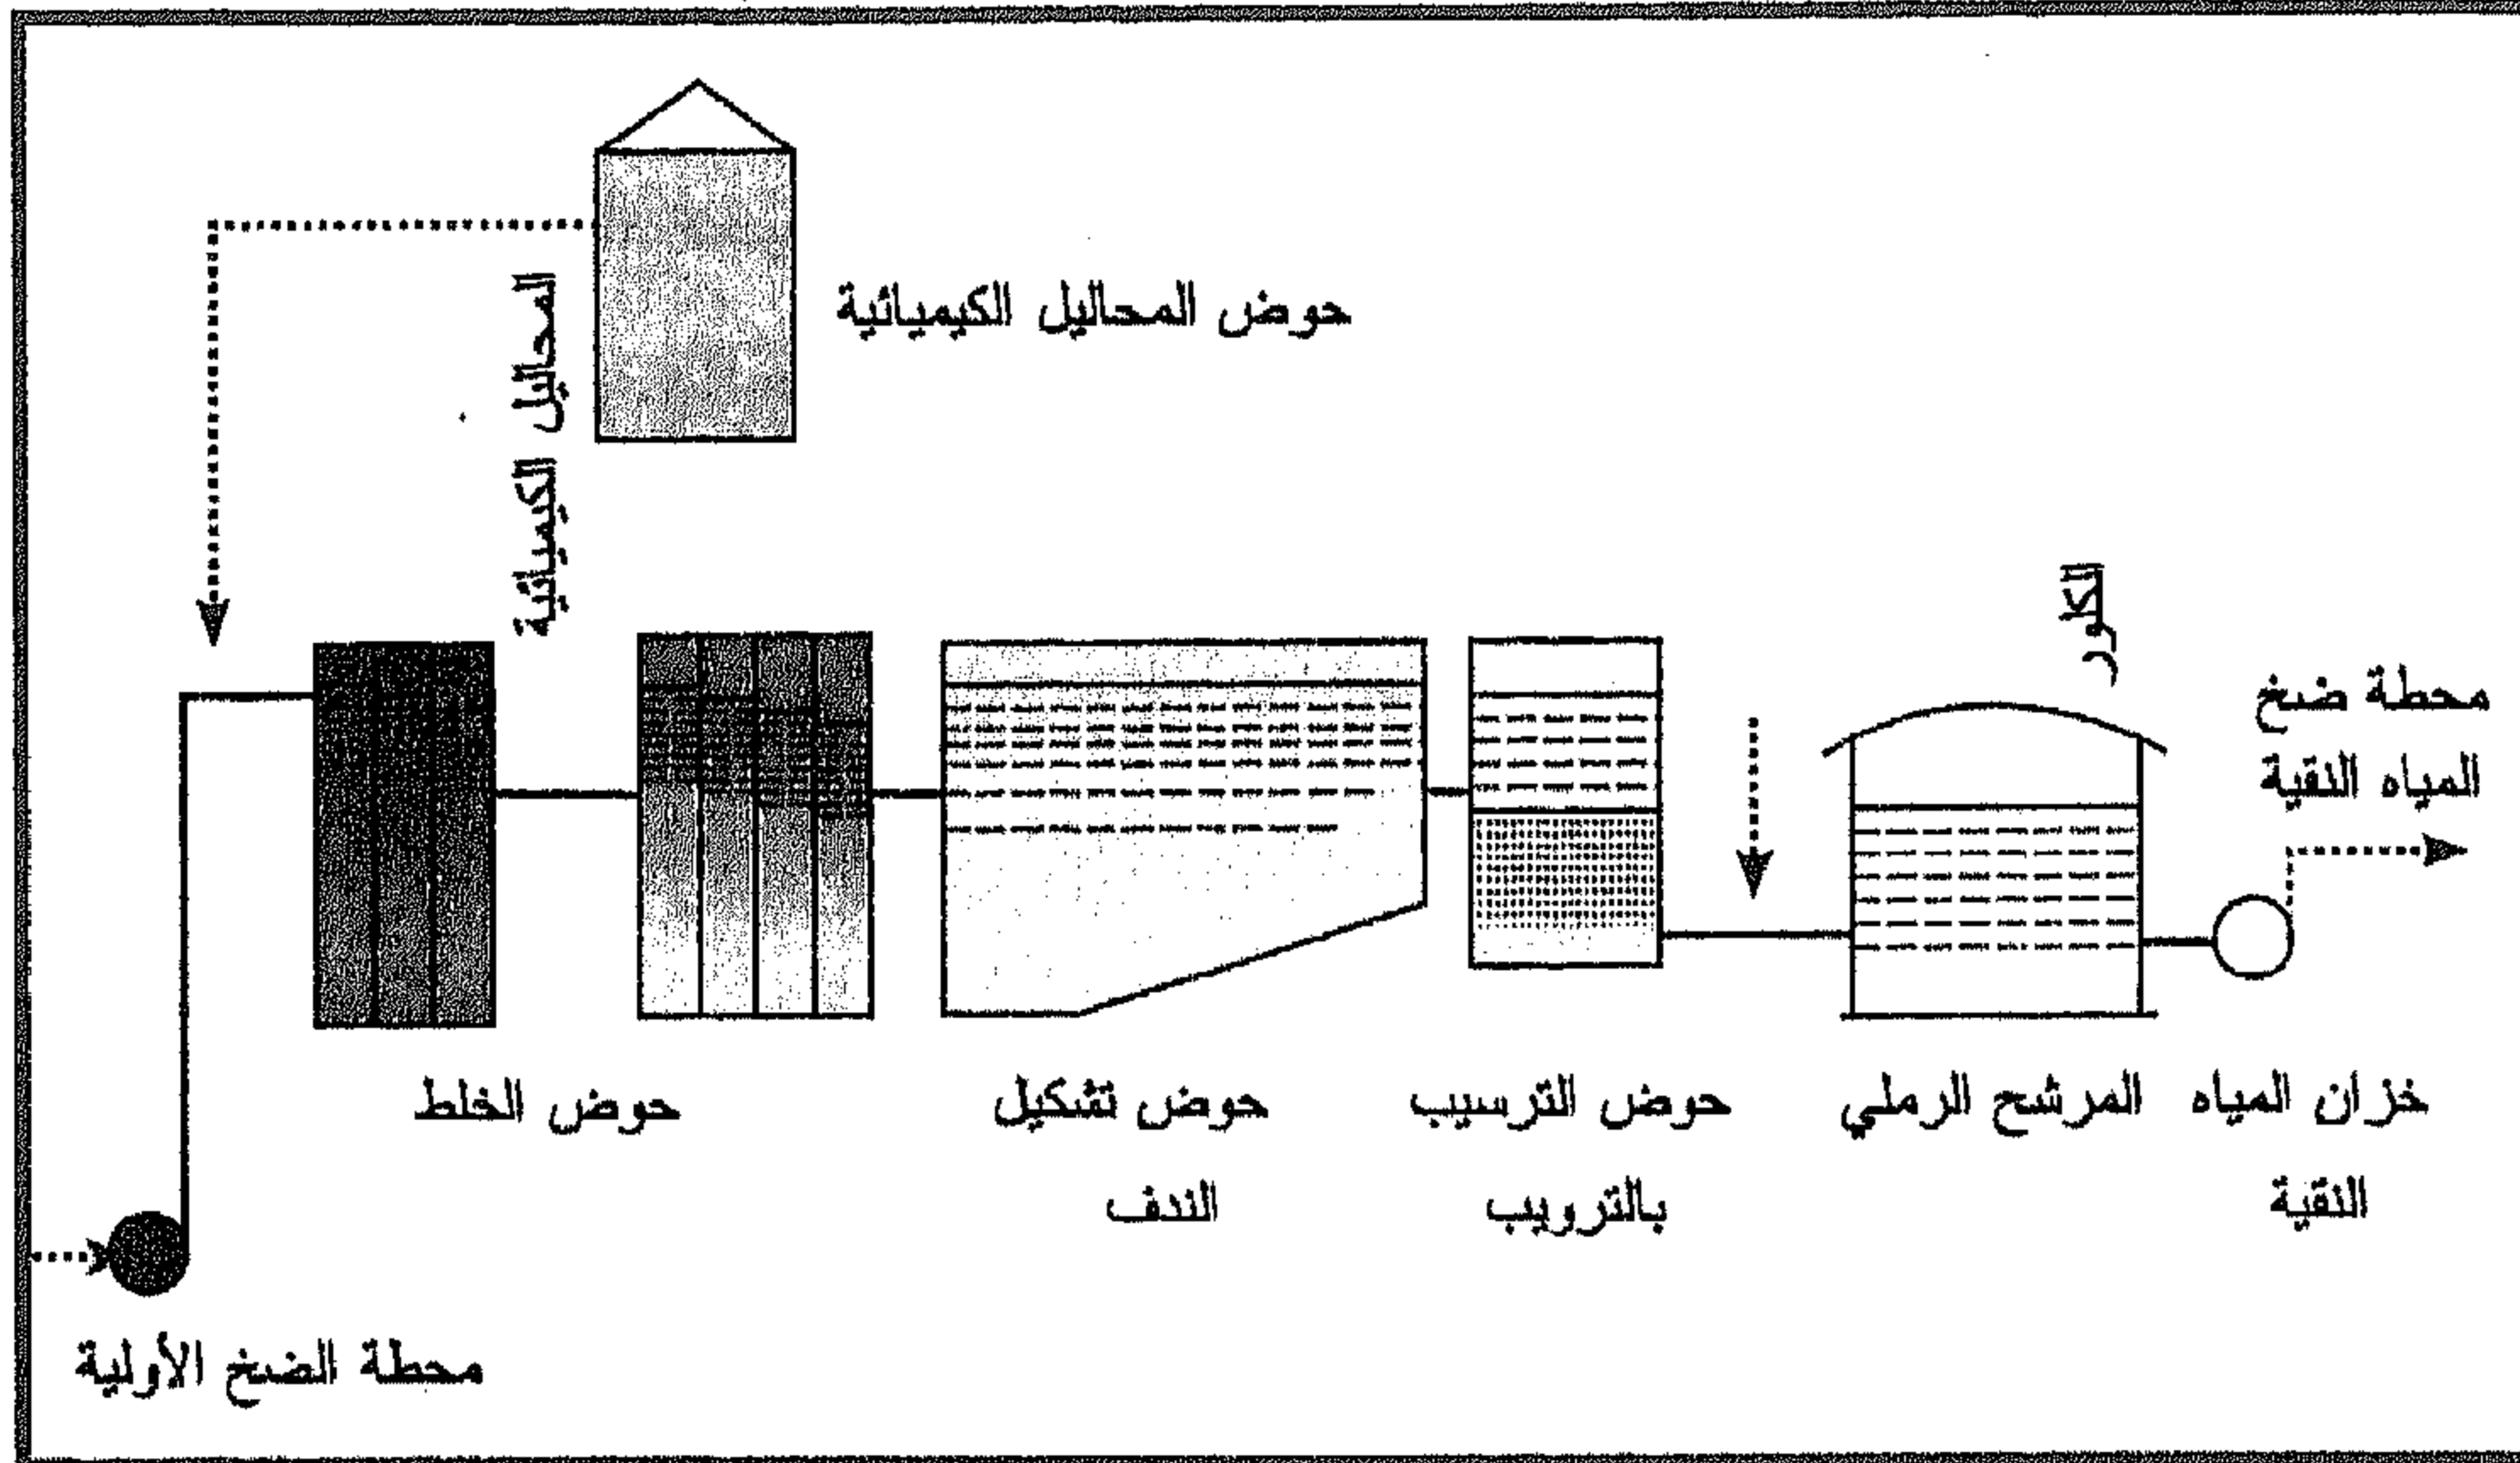 حوض المحاليل الكيميائية
المحاليل الكيميائية
الكلور
محطة ضخ
المياه النقية
حوض الخلط
حوض تشكيل
الندف
حوض الترسيب
بالترويب
المرشح الرملي
خزان المياه
النقية
محطة الضخ الأولية